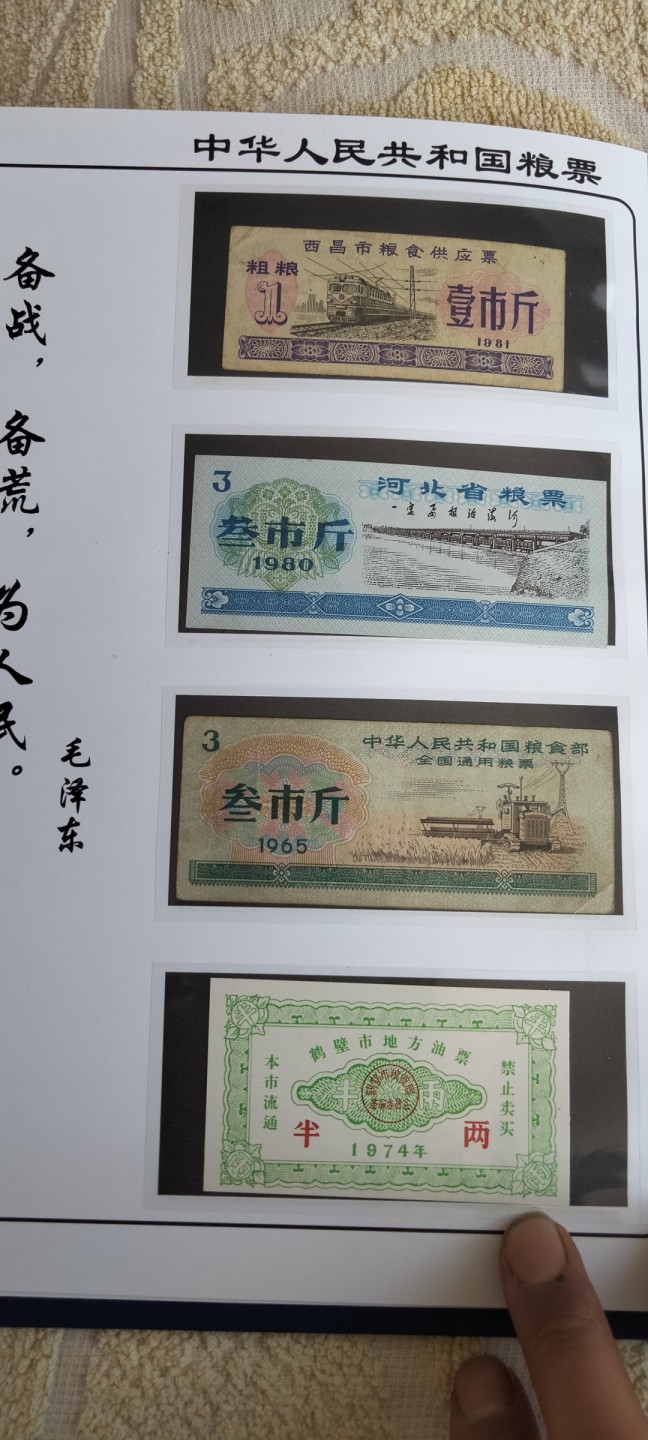 中华人民共和国粮票
备战，备荒，为人民。
毛泽东
西昌市粮食供应票
粗粮
1
壹市斤
1981
3
河北省粮票
一定要根治海河
叁市斤
1980
3
中华人民共和国粮食部
全国通用粮票
叁市斤
1965
鹤壁市地方油票
本市流通
禁止卖买
半两
半
两
1974年